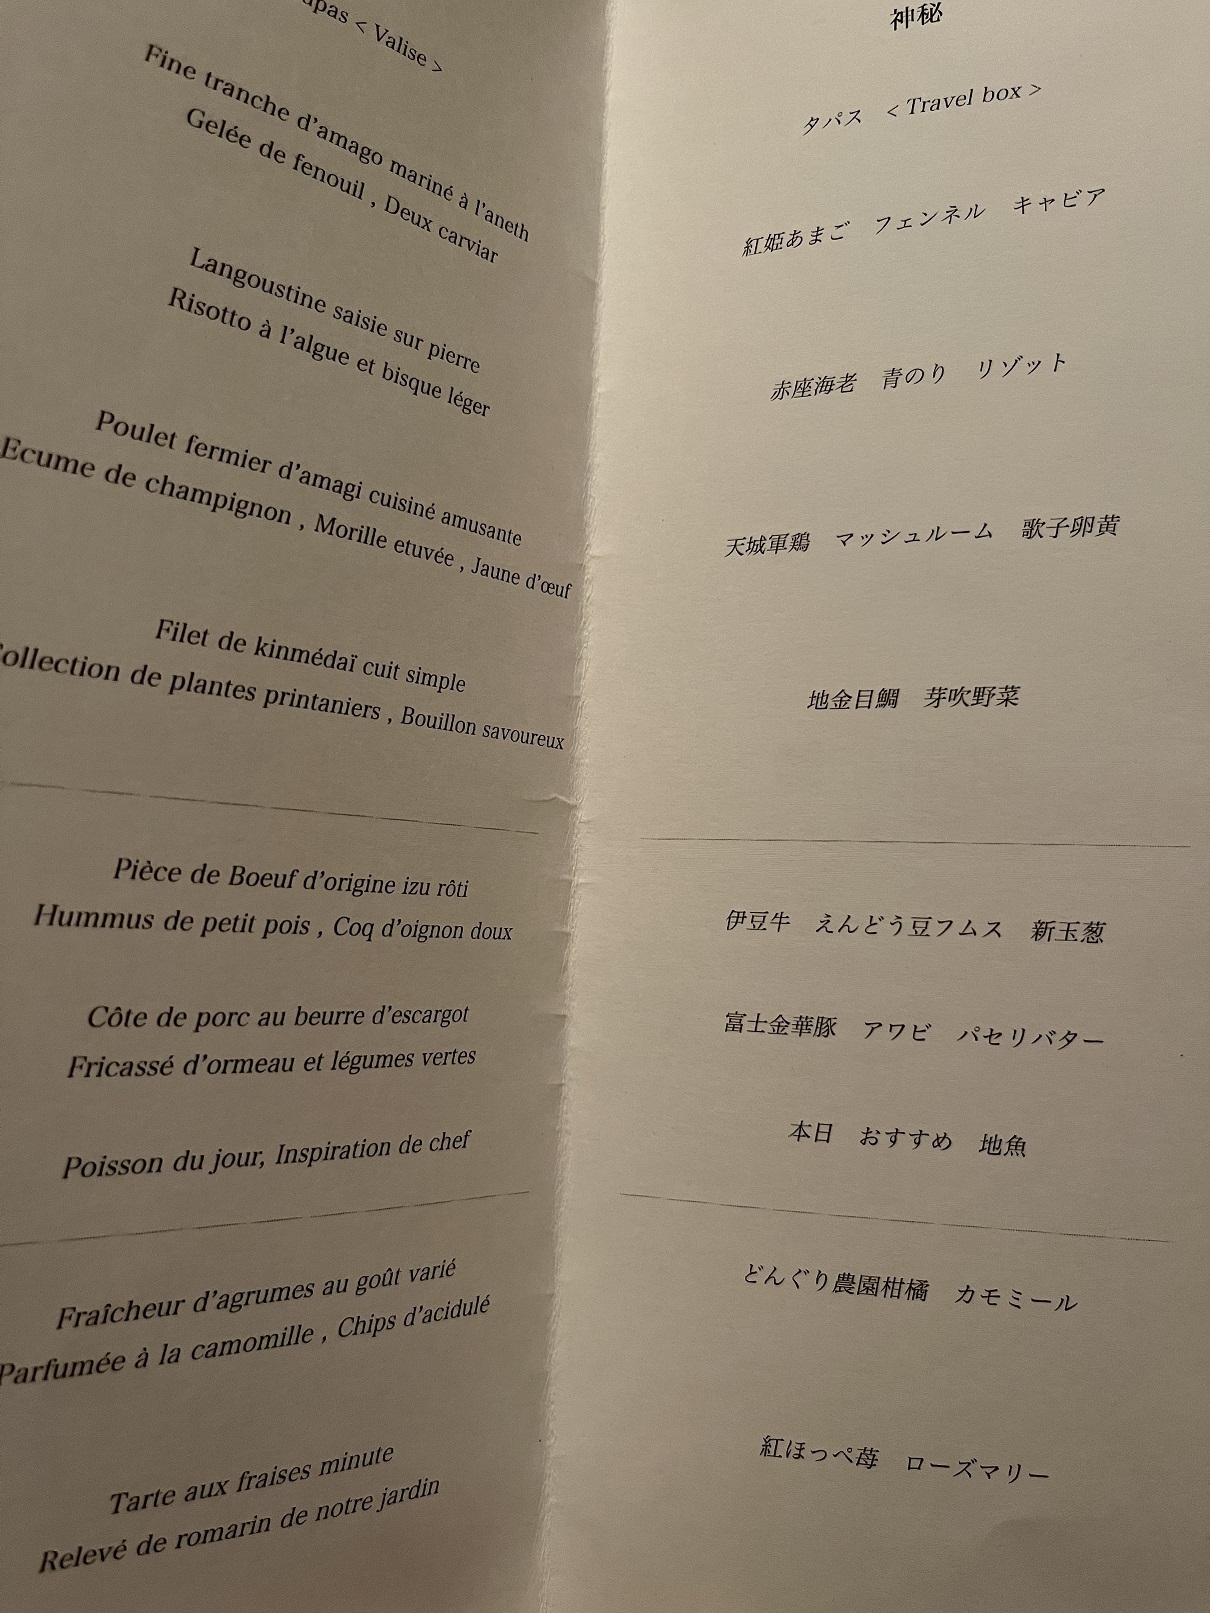 < Valise >
Fine tranche d'amago mariné à l'aneth
Gelée de fenouil , Deux carviar
Langoustine saisie sur pierre
Risotto à l'algue et bisque léger
Poulet fermier d'amagi cuisiné amusante
Ecume de champignon , Morille etuvée , Jaune d'œuf
Filet de kinmédaï cuit simple
Collection de plantes printaniers , Bouillon savoureux
Pièce de Boeuf d'origine izu rôti
Hummus de petit pois , Coq d'oignon doux
Côte de porc au beurre d'escargot
Fricassé d'ormeau et légumes vertes
Poisson du jour, Inspiration de chef
Fraîcheur d'agrumes au goût varié
Parfumée à la camomille , Chips d'acidulé
Tarte aux fraises minute
Relevé de romarin de notre jardin
神秘
タパス < Travel box >
紅姫あまご フェンネル キャビア
赤座海老 青のり リゾット
天城軍鶏 マッシュルーム 歌子卵黄
地金目鯛 芽吹野菜
伊豆牛 えんどう豆フムス 新玉葱
富士金華豚 アワビ パセリバター
本日 おすすめ 地魚
どんぐり農園柑橘 カモミール
紅ほっぺ苺 ローズマリー